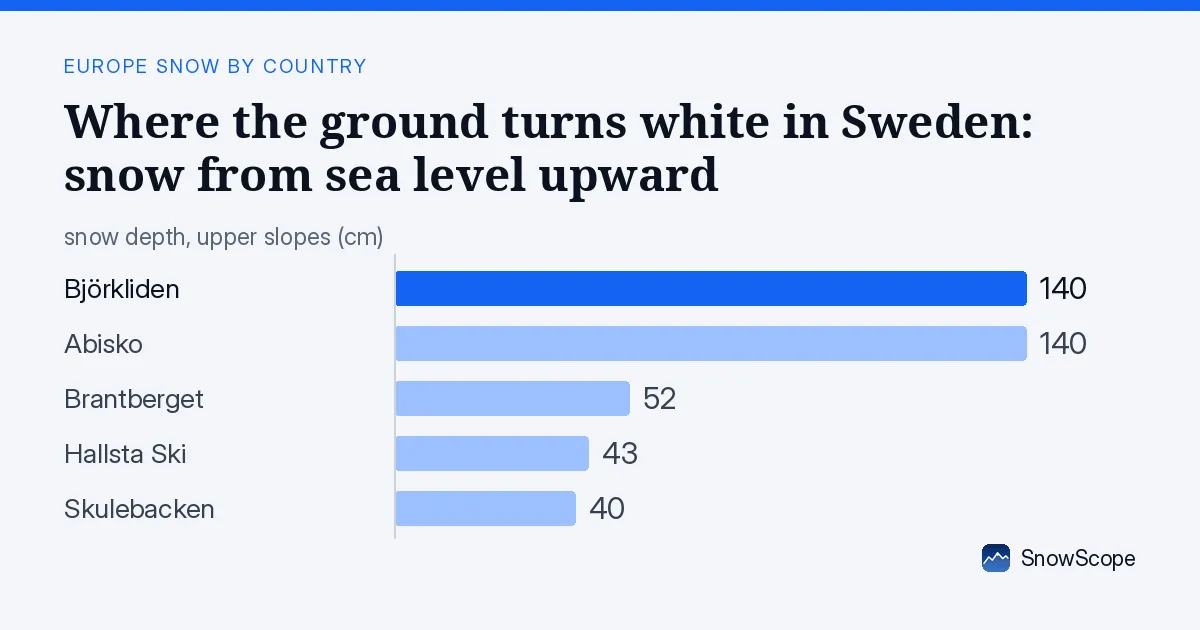 EUROPE SNOW BY COUNTRY
Where the ground turns white in Sweden:
snow from sea level upward
snow depth, upper slopes (cm)
Björkliden 140
Abisko 140
Brantberget 52
Hallsta Ski 43
Skulebacken 40
SnowScope